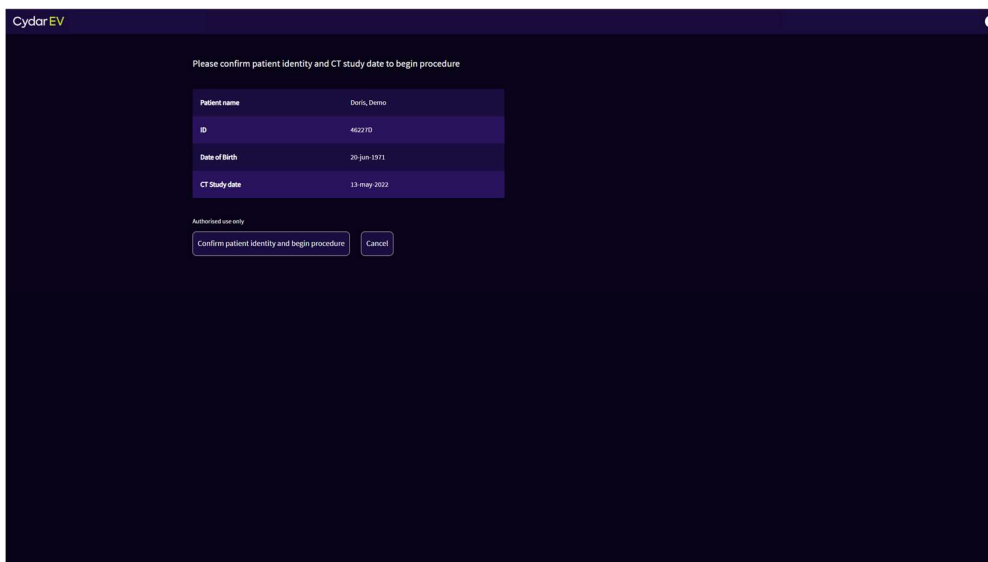 CydarEV
Please confirm patient identity and CT study date to begin procedure
Patient name Doris, Demo
ID 46227D
Date of Birth 20-jun-1971
CT Study date 13-may-2022
Authorised use only
Confirm patient identity and begin procedure Cancel